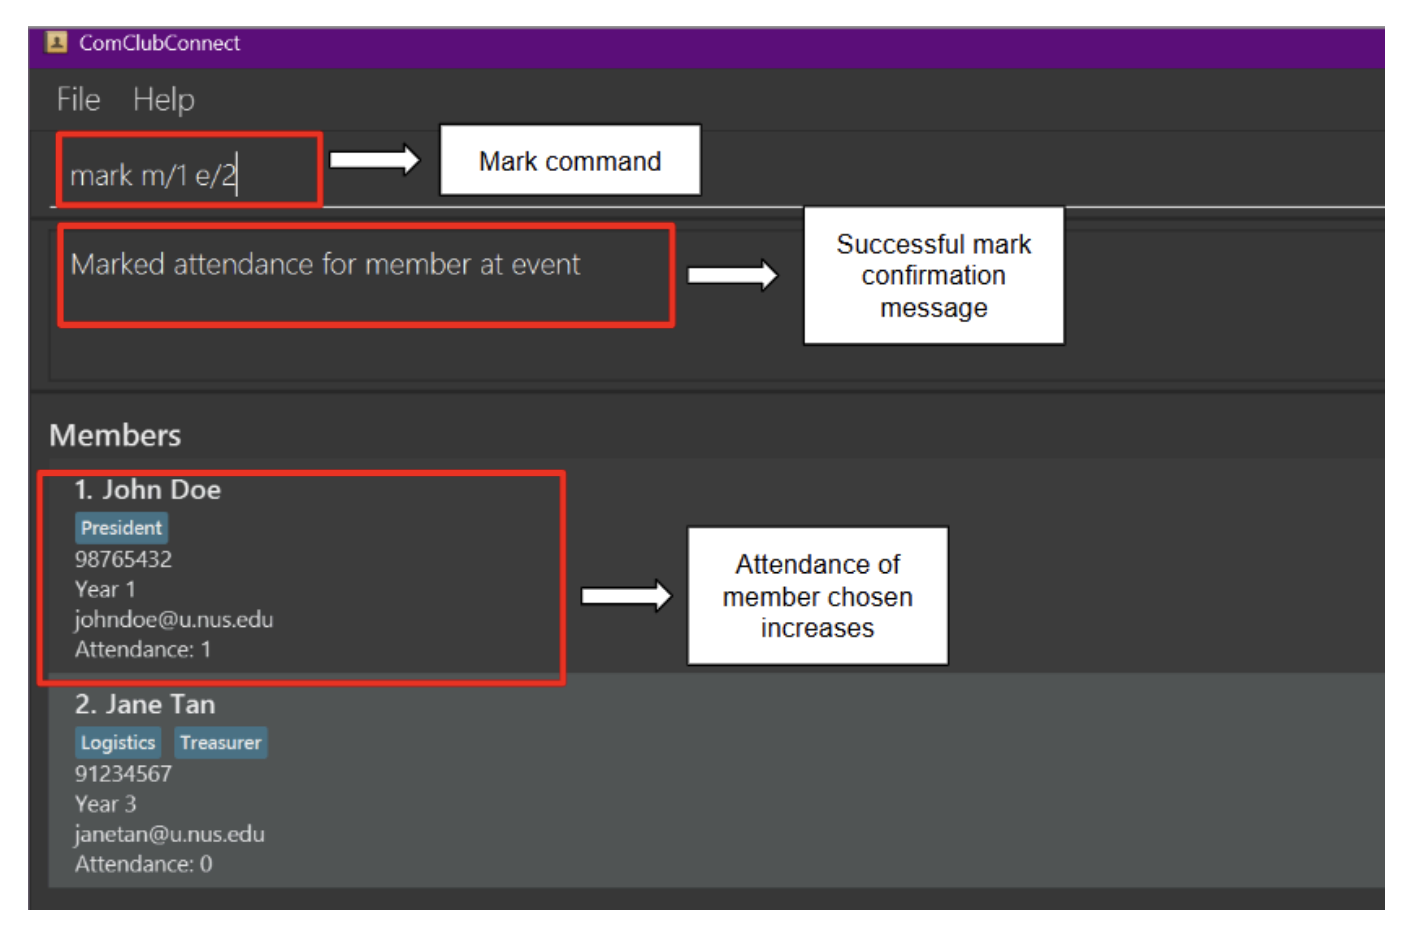 ComClubConnect
File Help
mark m/1 e/2
Mark command
Marked attendance for member at event
Successful mark
confirmation
message
Members
1. John Doe
President
98765432
Year 1
johndoe@u.nus.edu
Attendance: 1
Attendance of
member chosen
increases
2. Jane Tan
Logistics Treasurer
91234567
Year 3
janetan@u.nus.edu
Attendance: 0